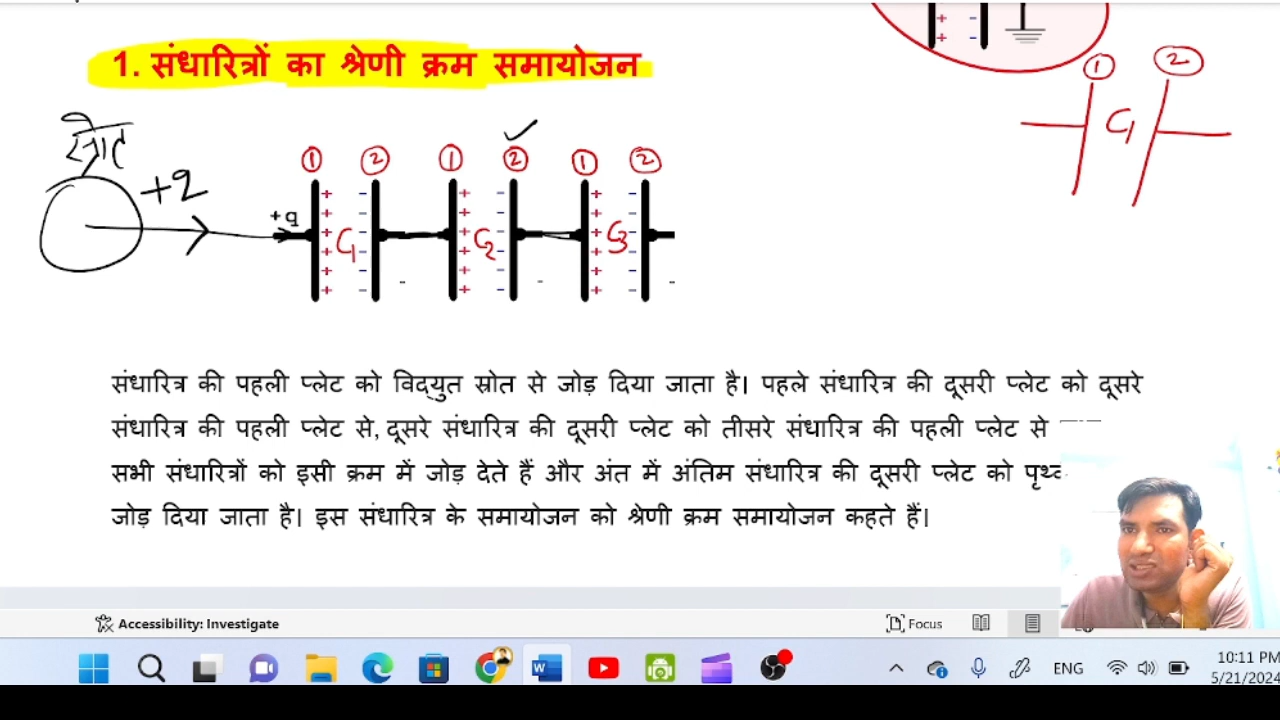 1. संधारित्रों का श्रेणी क्रम समायोजन
① ②
C1
स्त्रोत
+q
① ② ① ② ① ②
+q
C1 C2 C3
संधारित्र की पहली प्लेट को विद्युत स्रोत से जोड़ दिया जाता है। पहले संधारित्र की दूसरी प्लेट को दूसरे
संधारित्र की पहली प्लेट से, दूसरे संधारित्र की दूसरी प्लेट को तीसरे संधारित्र की पहली प्लेट से
सभी संधारित्रों को इसी क्रम में जोड़ देते हैं और अंत में अंतिम संधारित्र की दूसरी प्लेट को
जोड़ दिया जाता है। इस संधारित्र के समायोजन को श्रेणी क्रम समायोजन कहते हैं।
Accessibility: Investigate
Focus
ENG
10:11 PM
5/21/2024